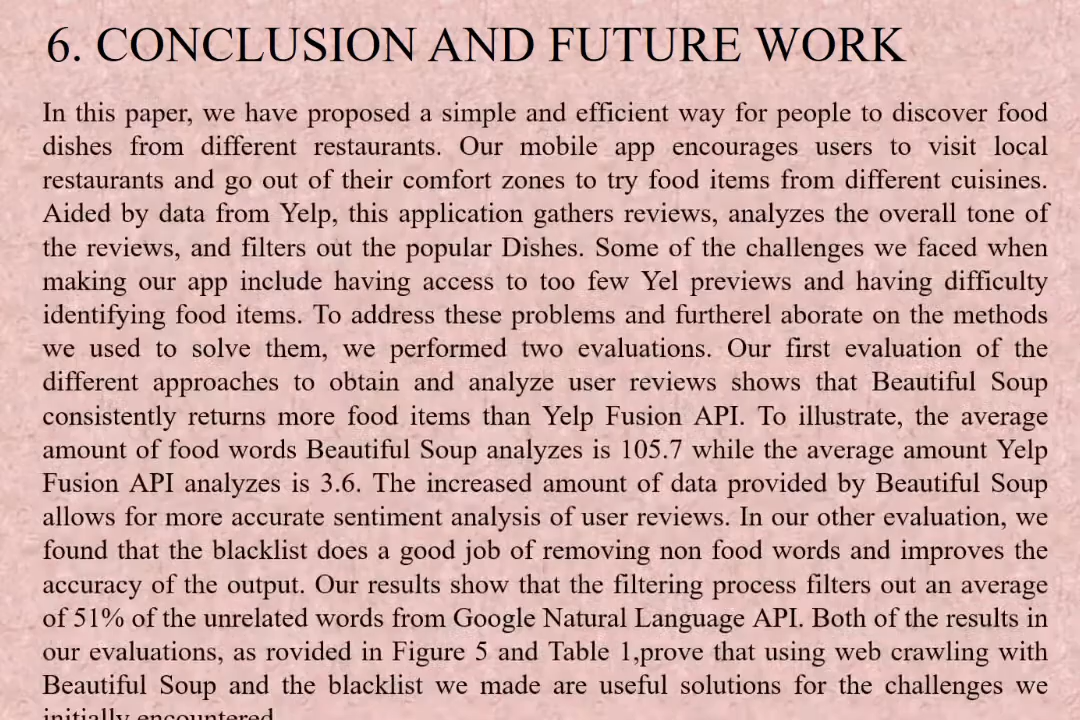 6. CONCLUSION AND FUTURE WORK
In this paper, we have proposed a simple and efficient way for people to discover food
dishes from different restaurants. Our mobile app encourages users to visit local
restaurants and go out of their comfort zones to try food items from different cuisines.
Aided by data from Yelp, this application gathers reviews, analyzes the overall tone of
the reviews, and filters out the popular Dishes. Some of the challenges we faced when
making our app include having access to too few Yel previews and having difficulty
identifying food items. To address these problems and furtherel aborate on the methods
we used to solve them, we performed two evaluations. Our first evaluation of the
different approaches to obtain and analyze user reviews shows that Beautiful Soup
consistently returns more food items than Yelp Fusion API. To illustrate, the average
amount of food words Beautiful Soup analyzes is 105.7 while the average amount Yelp
Fusion API analyzes is 3.6. The increased amount of data provided by Beautiful Soup
allows for more accurate sentiment analysis of user reviews. In our other evaluation, we
found that the blacklist does a good job of removing non food words and improves the
accuracy of the output. Our results show that the filtering process filters out an average
of 51% of the unrelated words from Google Natural Language API. Both of the results in
our evaluations, as rovided in Figure 5 and Table 1,prove that using web crawling with
Beautiful Soup and the blacklist we made are useful solutions for the challenges we
initially encountered.